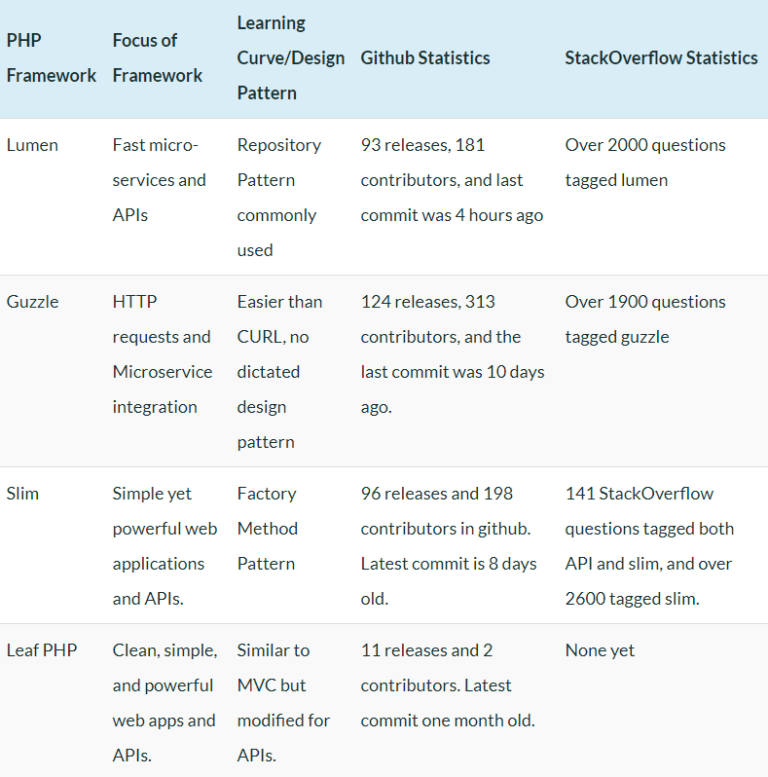 PHP Framework
Focus of Framework
Learning Curve/Design Pattern
Github Statistics
StackOverflow Statistics
Lumen
Fast micro-
services and
APIs
Repository
Pattern
commonly
used
93 releases, 181
contributors, and last
commit was 4 hours ago
Over 2000 questions
tagged lumen
Guzzle
HTTP
requests and
Microservice
integration
Easier than
CURL, no
dictated
design
pattern
124 releases, 313
contributors, and the
last commit was 10 days
ago.
Over 1900 questions
tagged guzzle
Slim
Simple yet
powerful web
applications
and APIs.
Factory
Method
Pattern
96 releases and 198
contributors in github.
Latest commit is 8 days
old.
141 StackOverflow
questions tagged both
API and slim, and over
2600 tagged slim.
Leaf PHP
Clean, simple,
and powerful
web apps and
APIs.
Similar to
MVC but
modified for
APIs.
11 releases and 2
contributors. Latest
commit one month old.
None yet